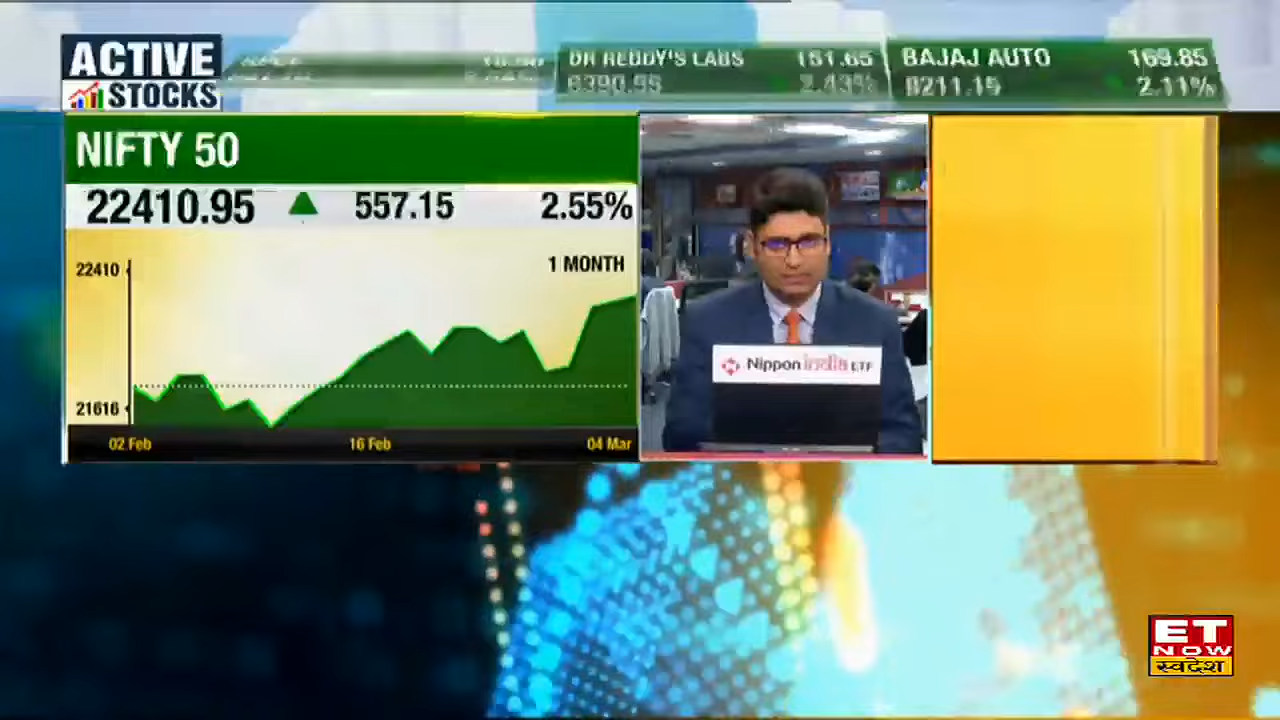 ACTIVE
STOCKS
DR REDDY'S LABS 151.65
6390.95 2.43%
BAJAJ AUTO 169.85
8211.15 2.11%
NIFTY 50
22410.95 557.15 2.55%
1 MONTH
22410
21616
02 Feb 16 Feb 04 Mar
Nippon india ETF
ET
NOW
स्वदेश